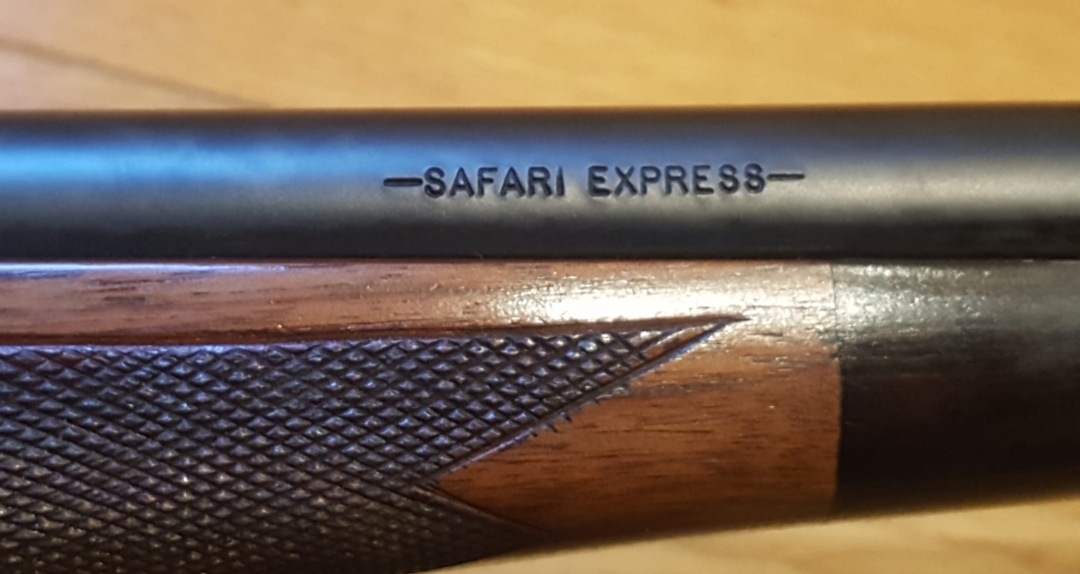 —SAFARI EXPRESS—